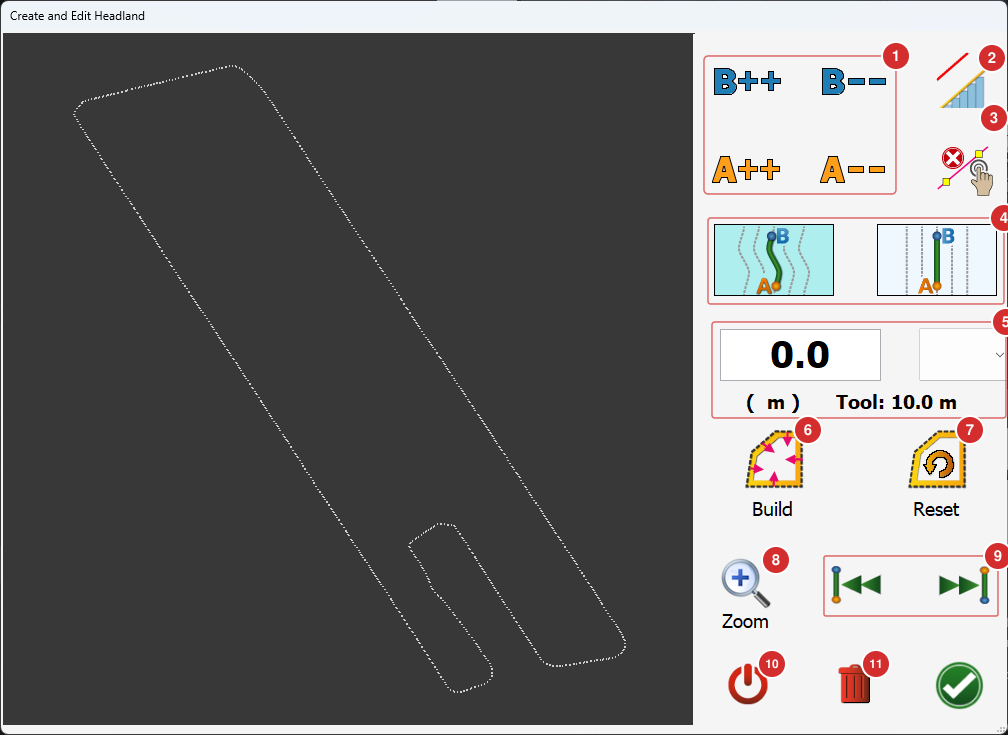 Create and Edit Headland
1
B++ B--
2
3
A++ A--
4
B
A
B
A
5
0.0
( m ) Tool: 10.0 m
6
7
Build Reset
8
9
Zoom
10
11